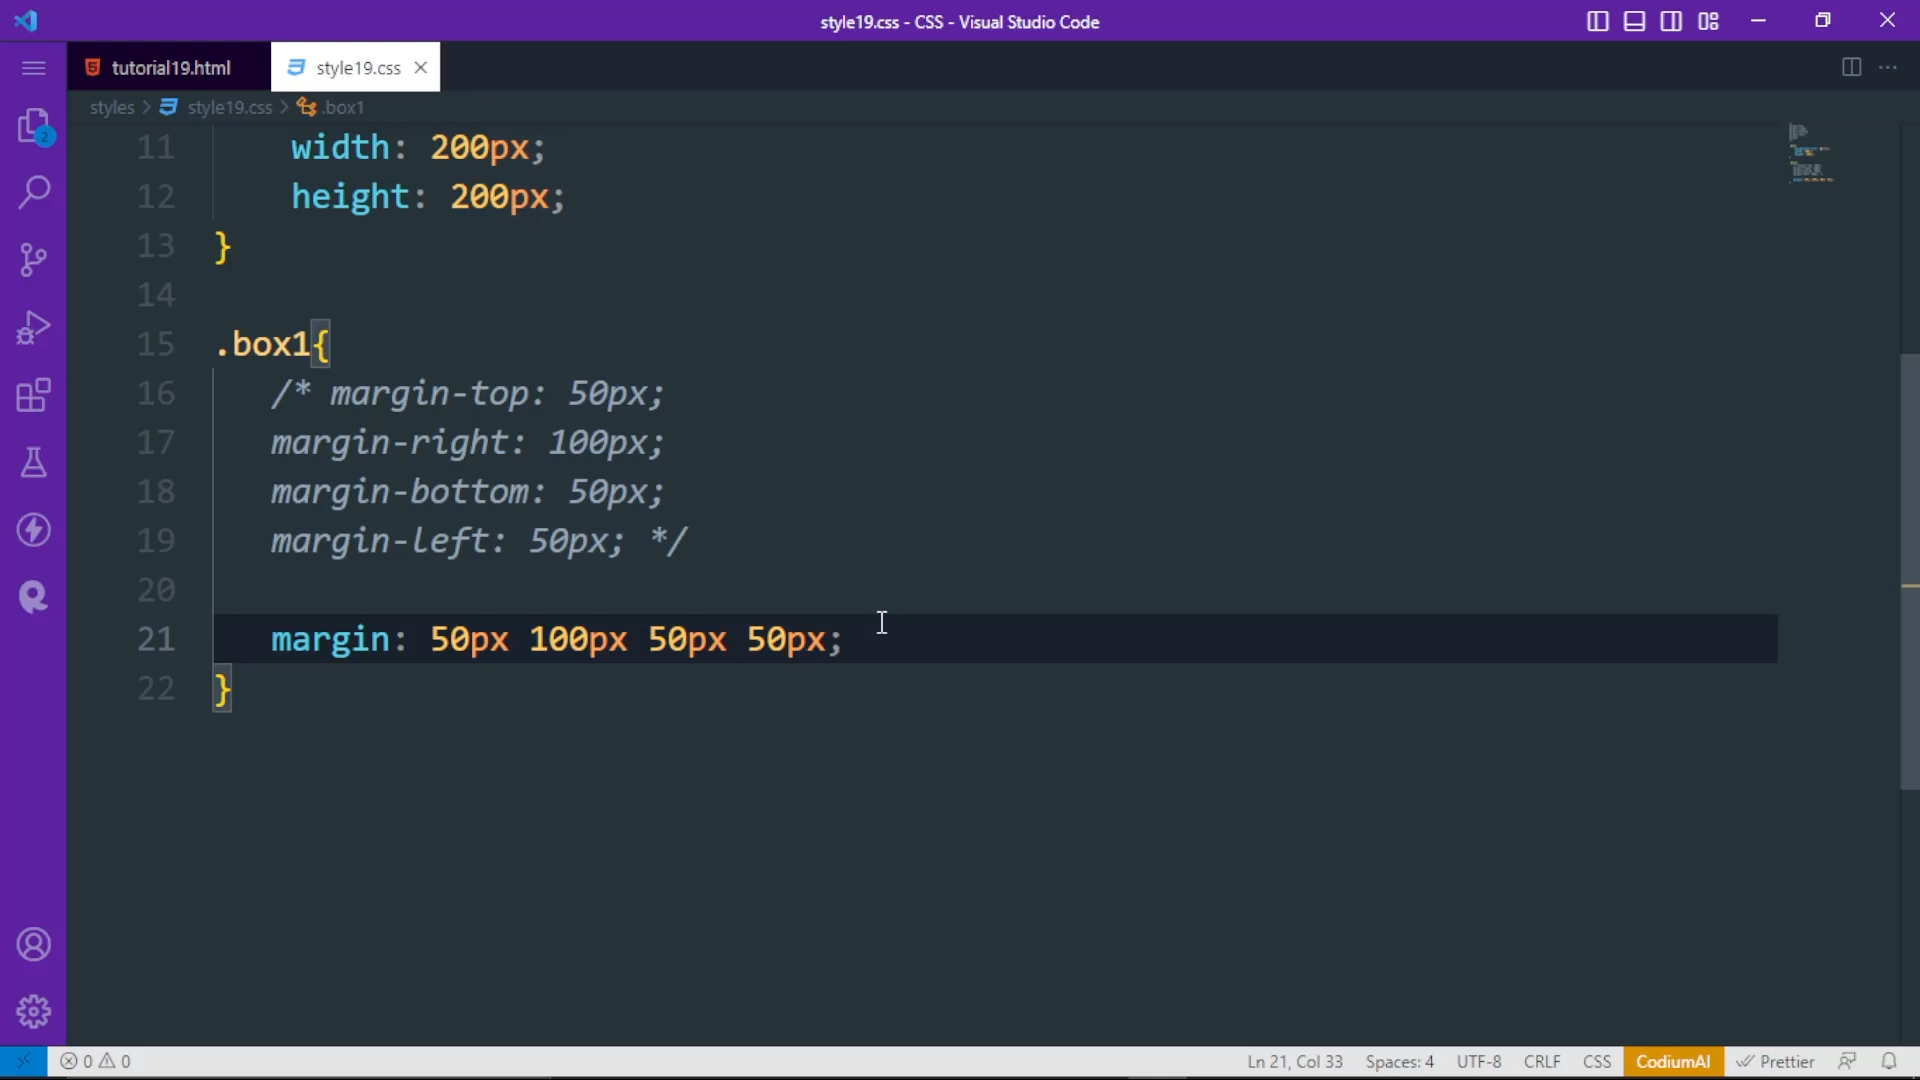 style19.css - CSS - Visual Studio Code
tutorial19.html
style19.css
styles > style19.css > .box1
11 width: 200px;
12 height: 200px;
13 }
14
15 .box1{
16 /* margin-top: 50px;
17 margin-right: 100px;
18 margin-bottom: 50px;
19 margin-left: 50px; */
20
21 margin: 50px 100px 50px 50px;
22 }
2
0 0 Ln 21, Col 33 Spaces: 4 UTF-8 CRLF CSS CodiumAI Prettier